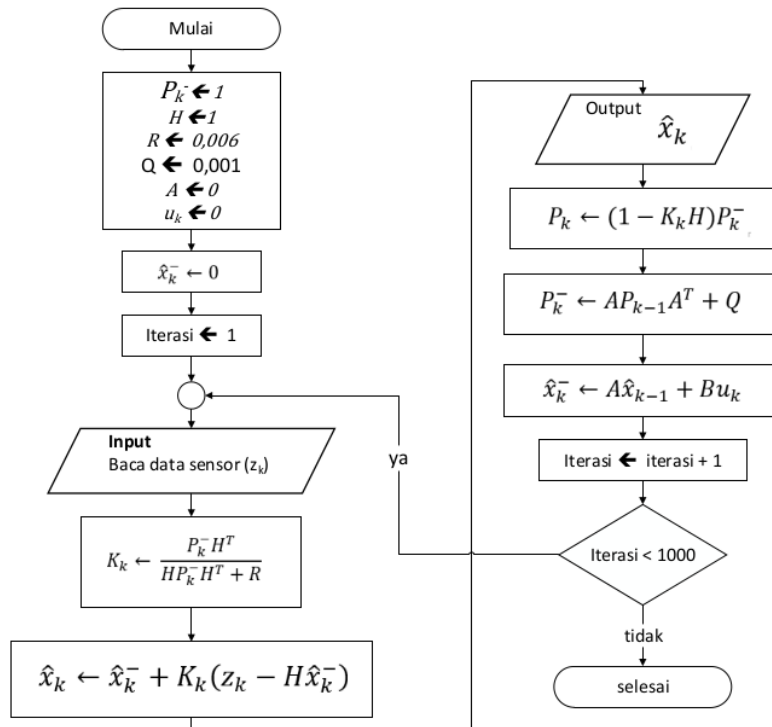 Mulai
P_k^- ← 1
H ← 1
R ← 0,006
Q ← 0,001
A ← 0
u_k ← 0
x̂_k^- ← 0
Iterasi ← 1
Input
Baca data sensor (z_k)
K_k ← \frac{P_k^- H^T}{HP_k^- H^T + R}
x̂_k ← x̂_k^- + K_k(z_k − Hx̂_k^-)
Output
x̂_k
P_k ← (1 − K_kH)P_k^-
P_k^- ← AP_{k−1}A^T + Q
x̂_k^- ← Ax̂_{k−1} + Bu_k
Iterasi ← iterasi + 1
Iterasi < 1000
ya
tidak
selesai